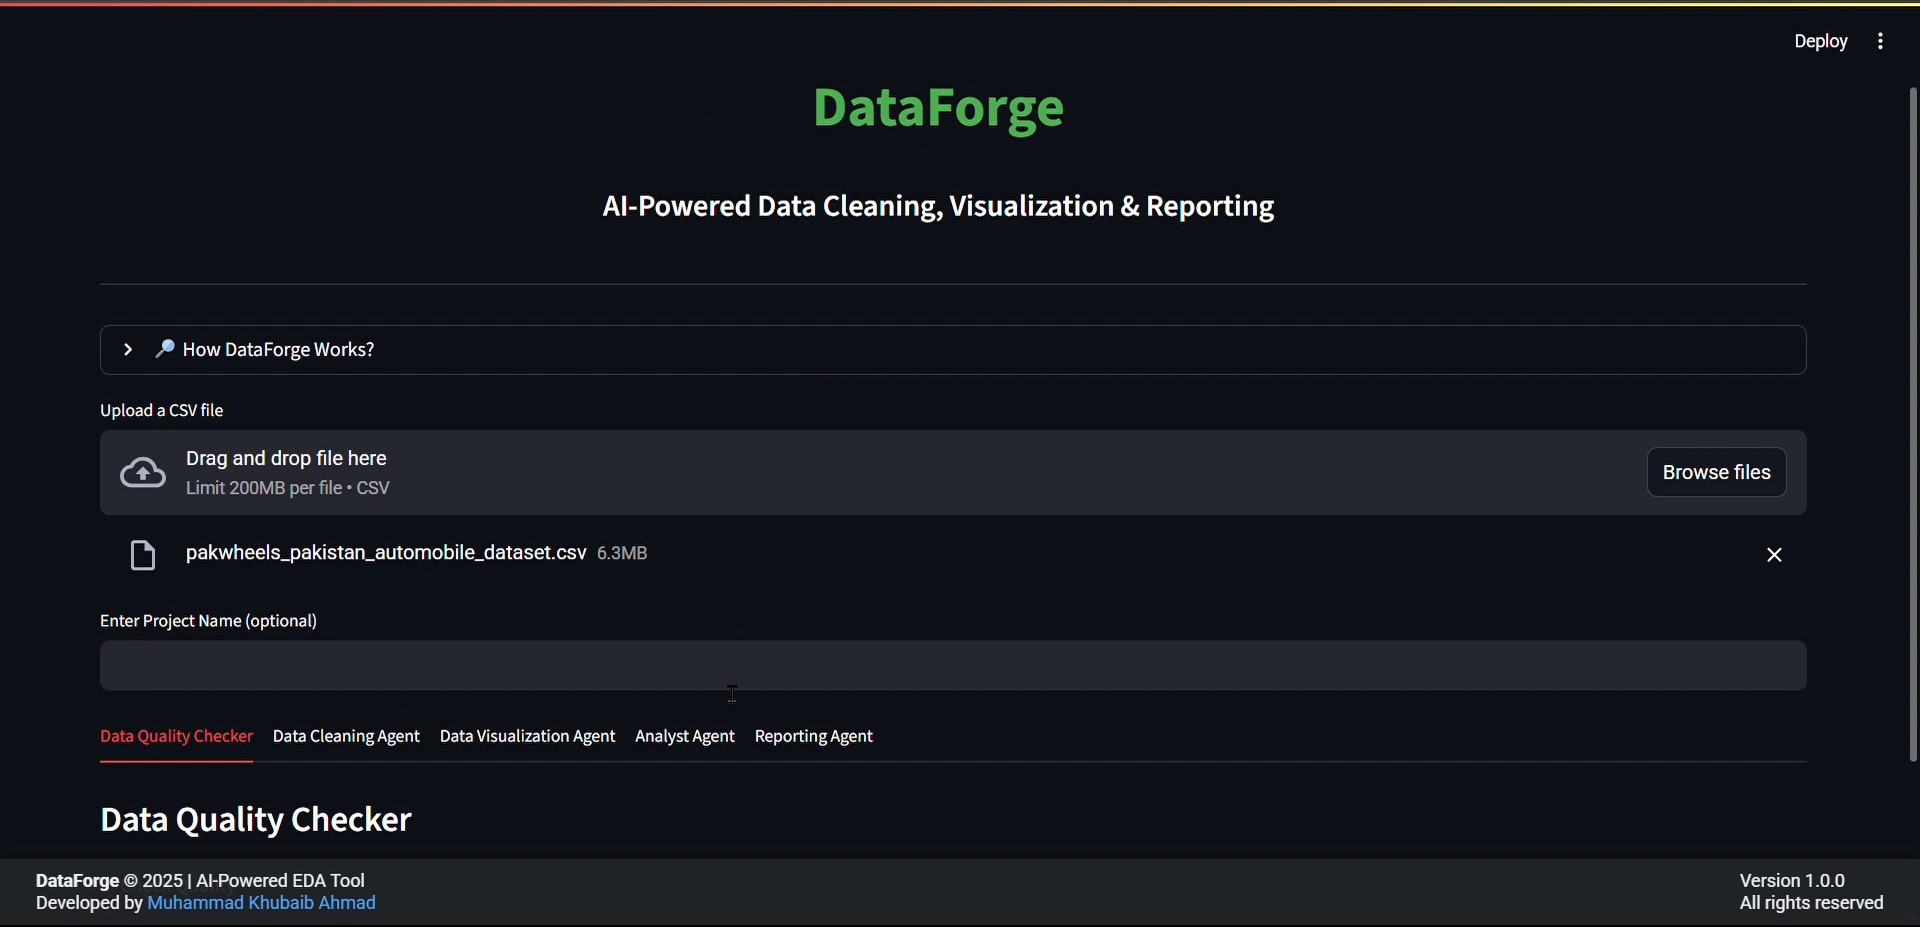 Deploy
DataForge
AI-Powered Data Cleaning, Visualization & Reporting
🔎 How DataForge Works?
Upload a CSV file
Drag and drop file here
Limit 200MB per file • CSV
Browse files
pakwheels_pakistan_automobile_dataset.csv 6.3MB
Enter Project Name (optional)
Data Quality Checker Data Cleaning Agent Data Visualization Agent Analyst Agent Reporting Agent
Data Quality Checker
DataForge © 2025 | AI-Powered EDA Tool
Developed by Muhammad Khubaib Ahmad
Version 1.0.0
All rights reserved